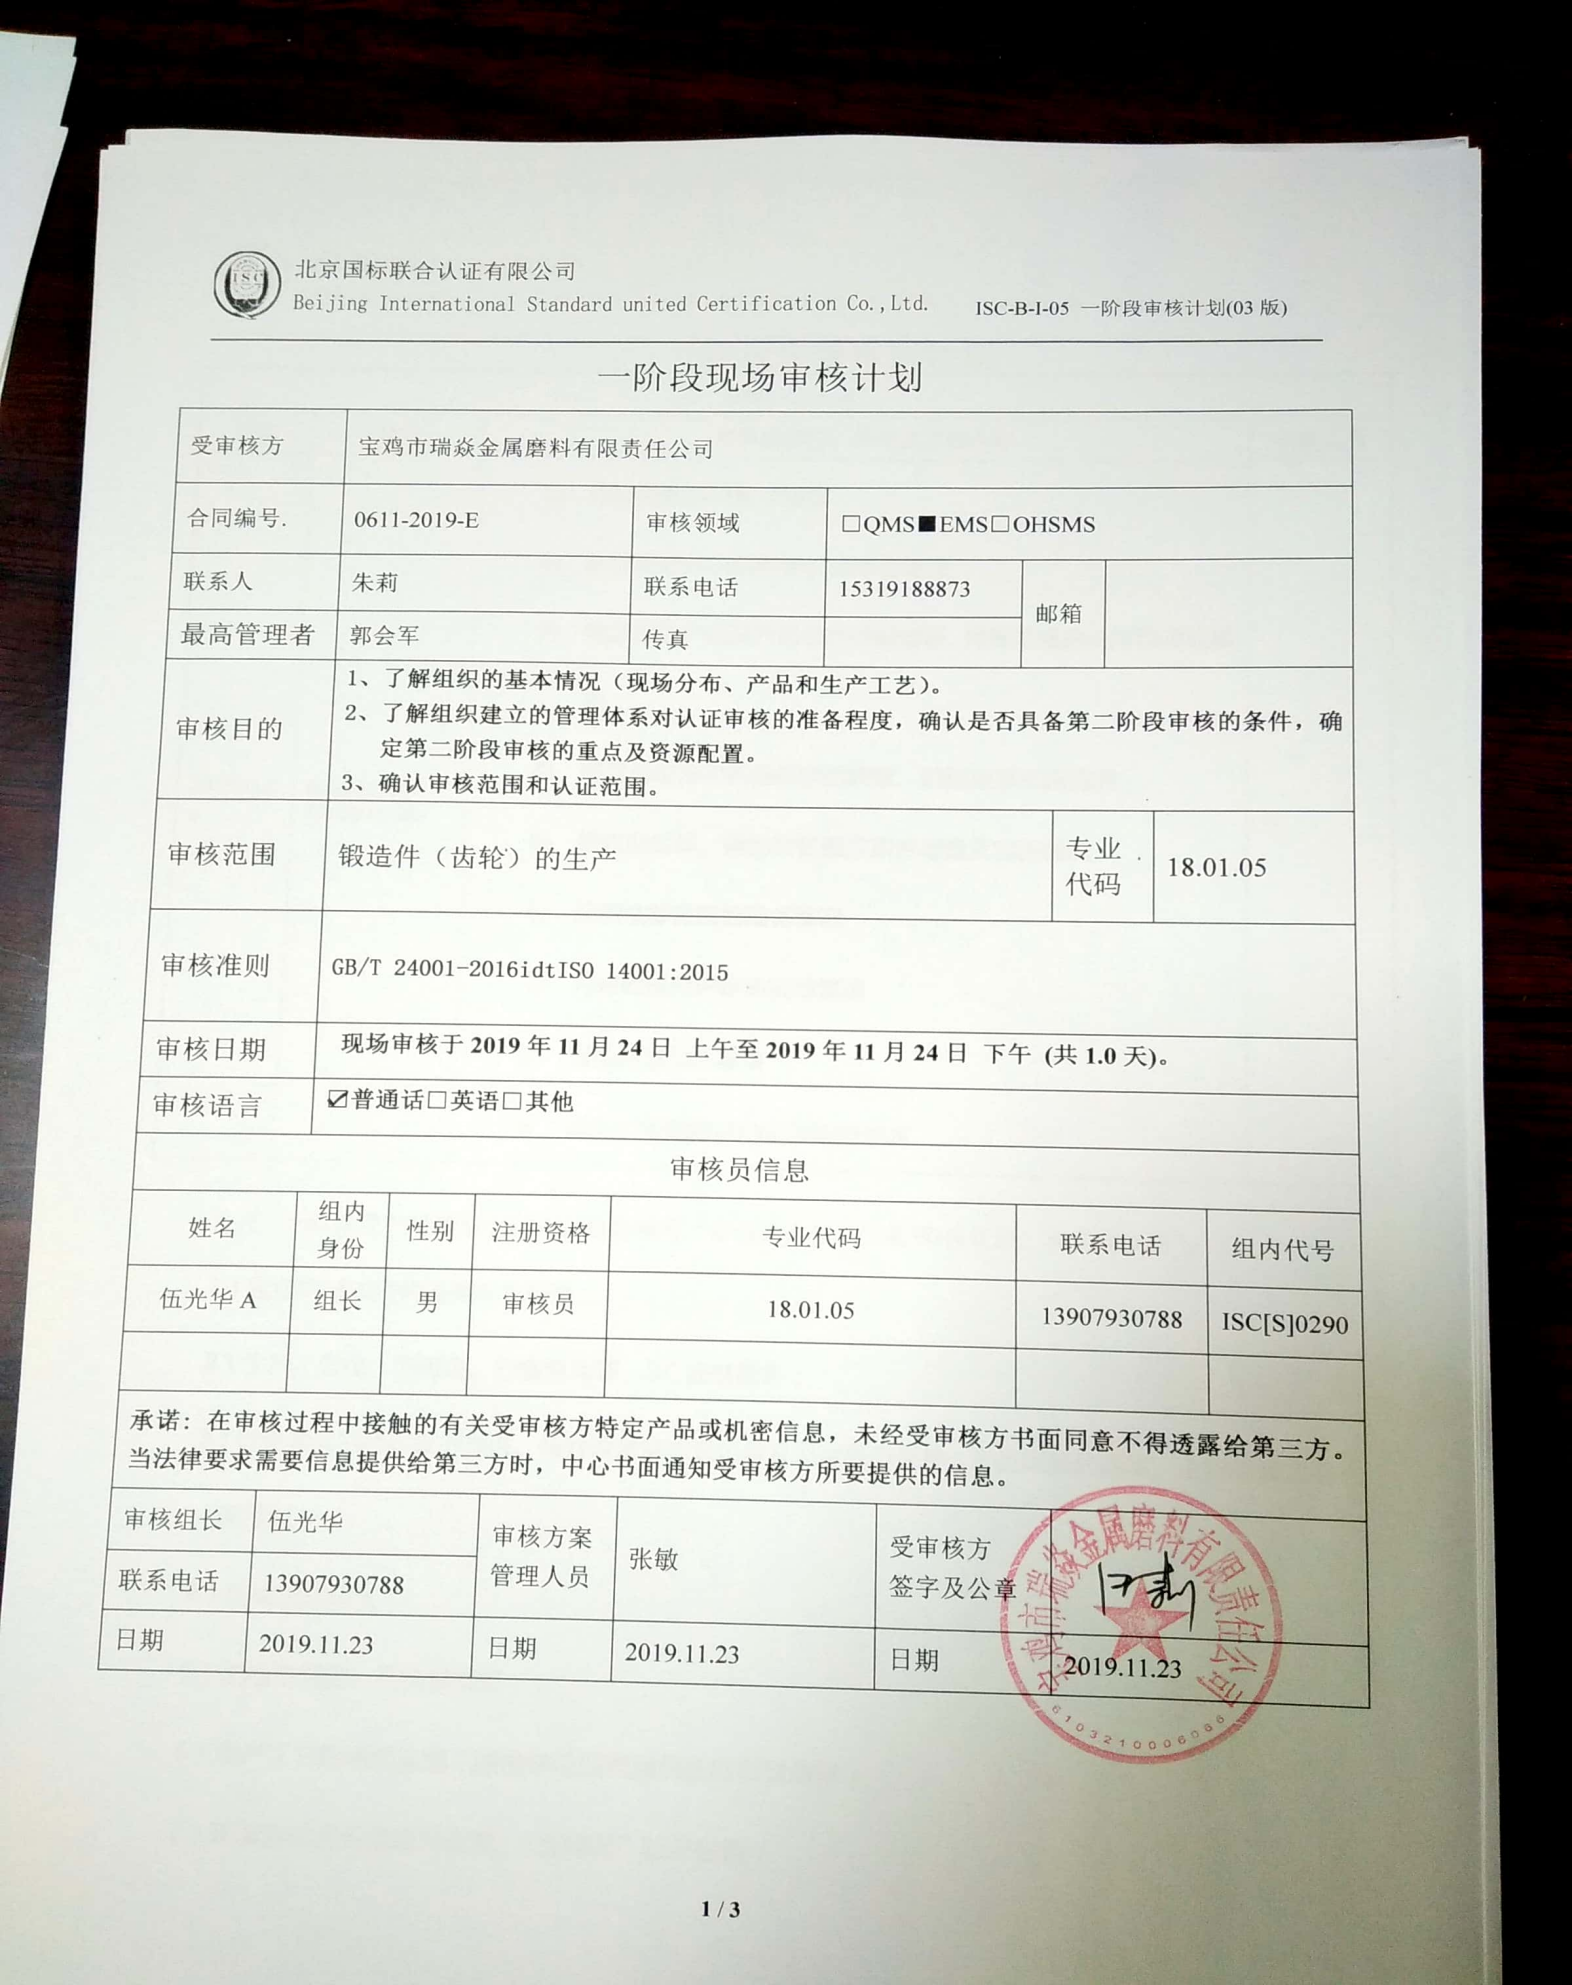 ISC
北京国标联合认证有限公司
Beijing International Standard united Certification Co.,Ltd.
ISC-B-I-05 一阶段审核计划(03 版)
一阶段现场审核计划
受审核方 宝鸡市瑞焱金属磨料有限责任公司
合同编号. 0611-2019-E 审核领域 □QMS■EMS□OHSMS
联系人 朱莉 联系电话 15319188873 邮箱
最高管理者 郭会军 传真
审核目的
1、了解组织的基本情况（现场分布、产品和生产工艺）。
2、了解组织建立的管理体系对认证审核的准备程度，确认是否具备第二阶段审核的条件，确
定第二阶段审核的重点及资源配置。
3、确认审核范围和认证范围。
审核范围 锻造件（齿轮）的生产 专业代码 18.01.05
审核准则 GB/T 24001-2016idtISO 14001:2015
审核日期 现场审核于 2019 年 11 月 24 日 上午至 2019 年 11 月 24 日 下午 (共 1.0 天)。
审核语言 ☑普通话□英语□其他
审核员信息
姓名 组内身份 性别 注册资格 专业代码 联系电话 组内代号
伍光华 A 组长 男 审核员 18.01.05 13907930788 ISC[S]0290
承诺: 在审核过程中接触的有关受审核方特定产品或机密信息，未经受审核方书面同意不得透露给第三方。
当法律要求需要信息提供给第三方时，中心书面通知受审核方所要提供的信息。
审核组长 伍光华 审核方案管理人员 张敏 受审核方签字及公章
联系电话 13907930788
日期 2019.11.23 日期 2019.11.23 日期 2019.11.23
宝鸡市瑞焱金属磨料有限责任公司
6103210006086
1 / 3